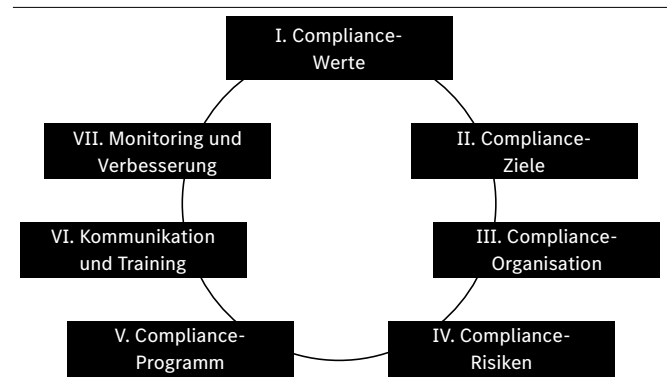 I. Compliance-
Werte
II. Compliance-
Ziele
III. Compliance-
Organisation
IV. Compliance-
Risiken
V. Compliance-
Programm
VI. Kommunikation
und Training
VII. Monitoring und
Verbesserung